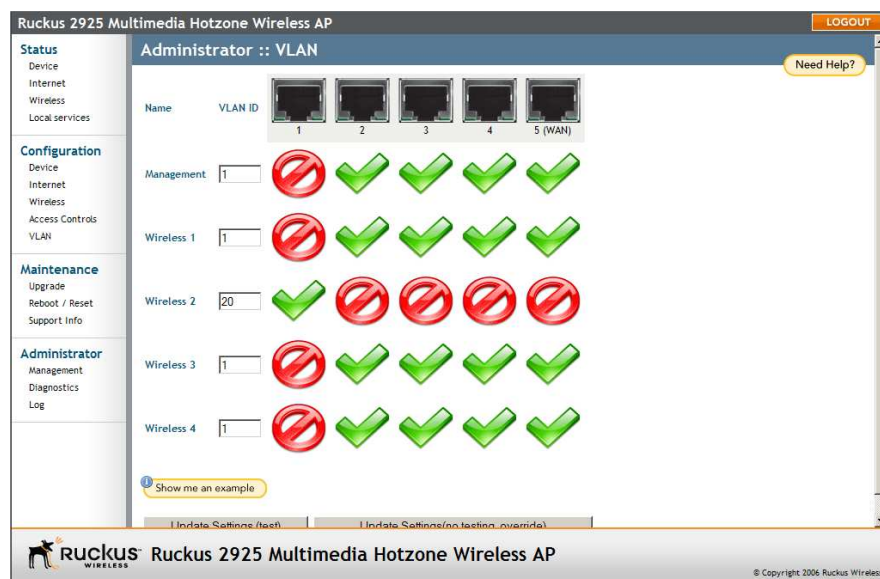 Ruckus 2925 Multimedia Hotzone Wireless AP
LOGOUT
Status
Device
Internet
Wireless
Local services
Configuration
Device
Internet
Wireless
Access Controls
VLAN
Maintenance
Upgrade
Reboot / Reset
Support Info
Administrator
Management
Diagnostics
Log
Administrator :: VLAN
Need Help?
Name VLAN ID
1 2 3 4 5 (WAN)
Management 1
Wireless 1 1
Wireless 2 20
Wireless 3 1
Wireless 4 1
i Show me an example
Update Settings (test) Update Settings(no testing, override)
RUCKUS WIRELESS Ruckus 2925 Multimedia Hotzone Wireless AP
© Copyright 2006 Ruckus Wireless